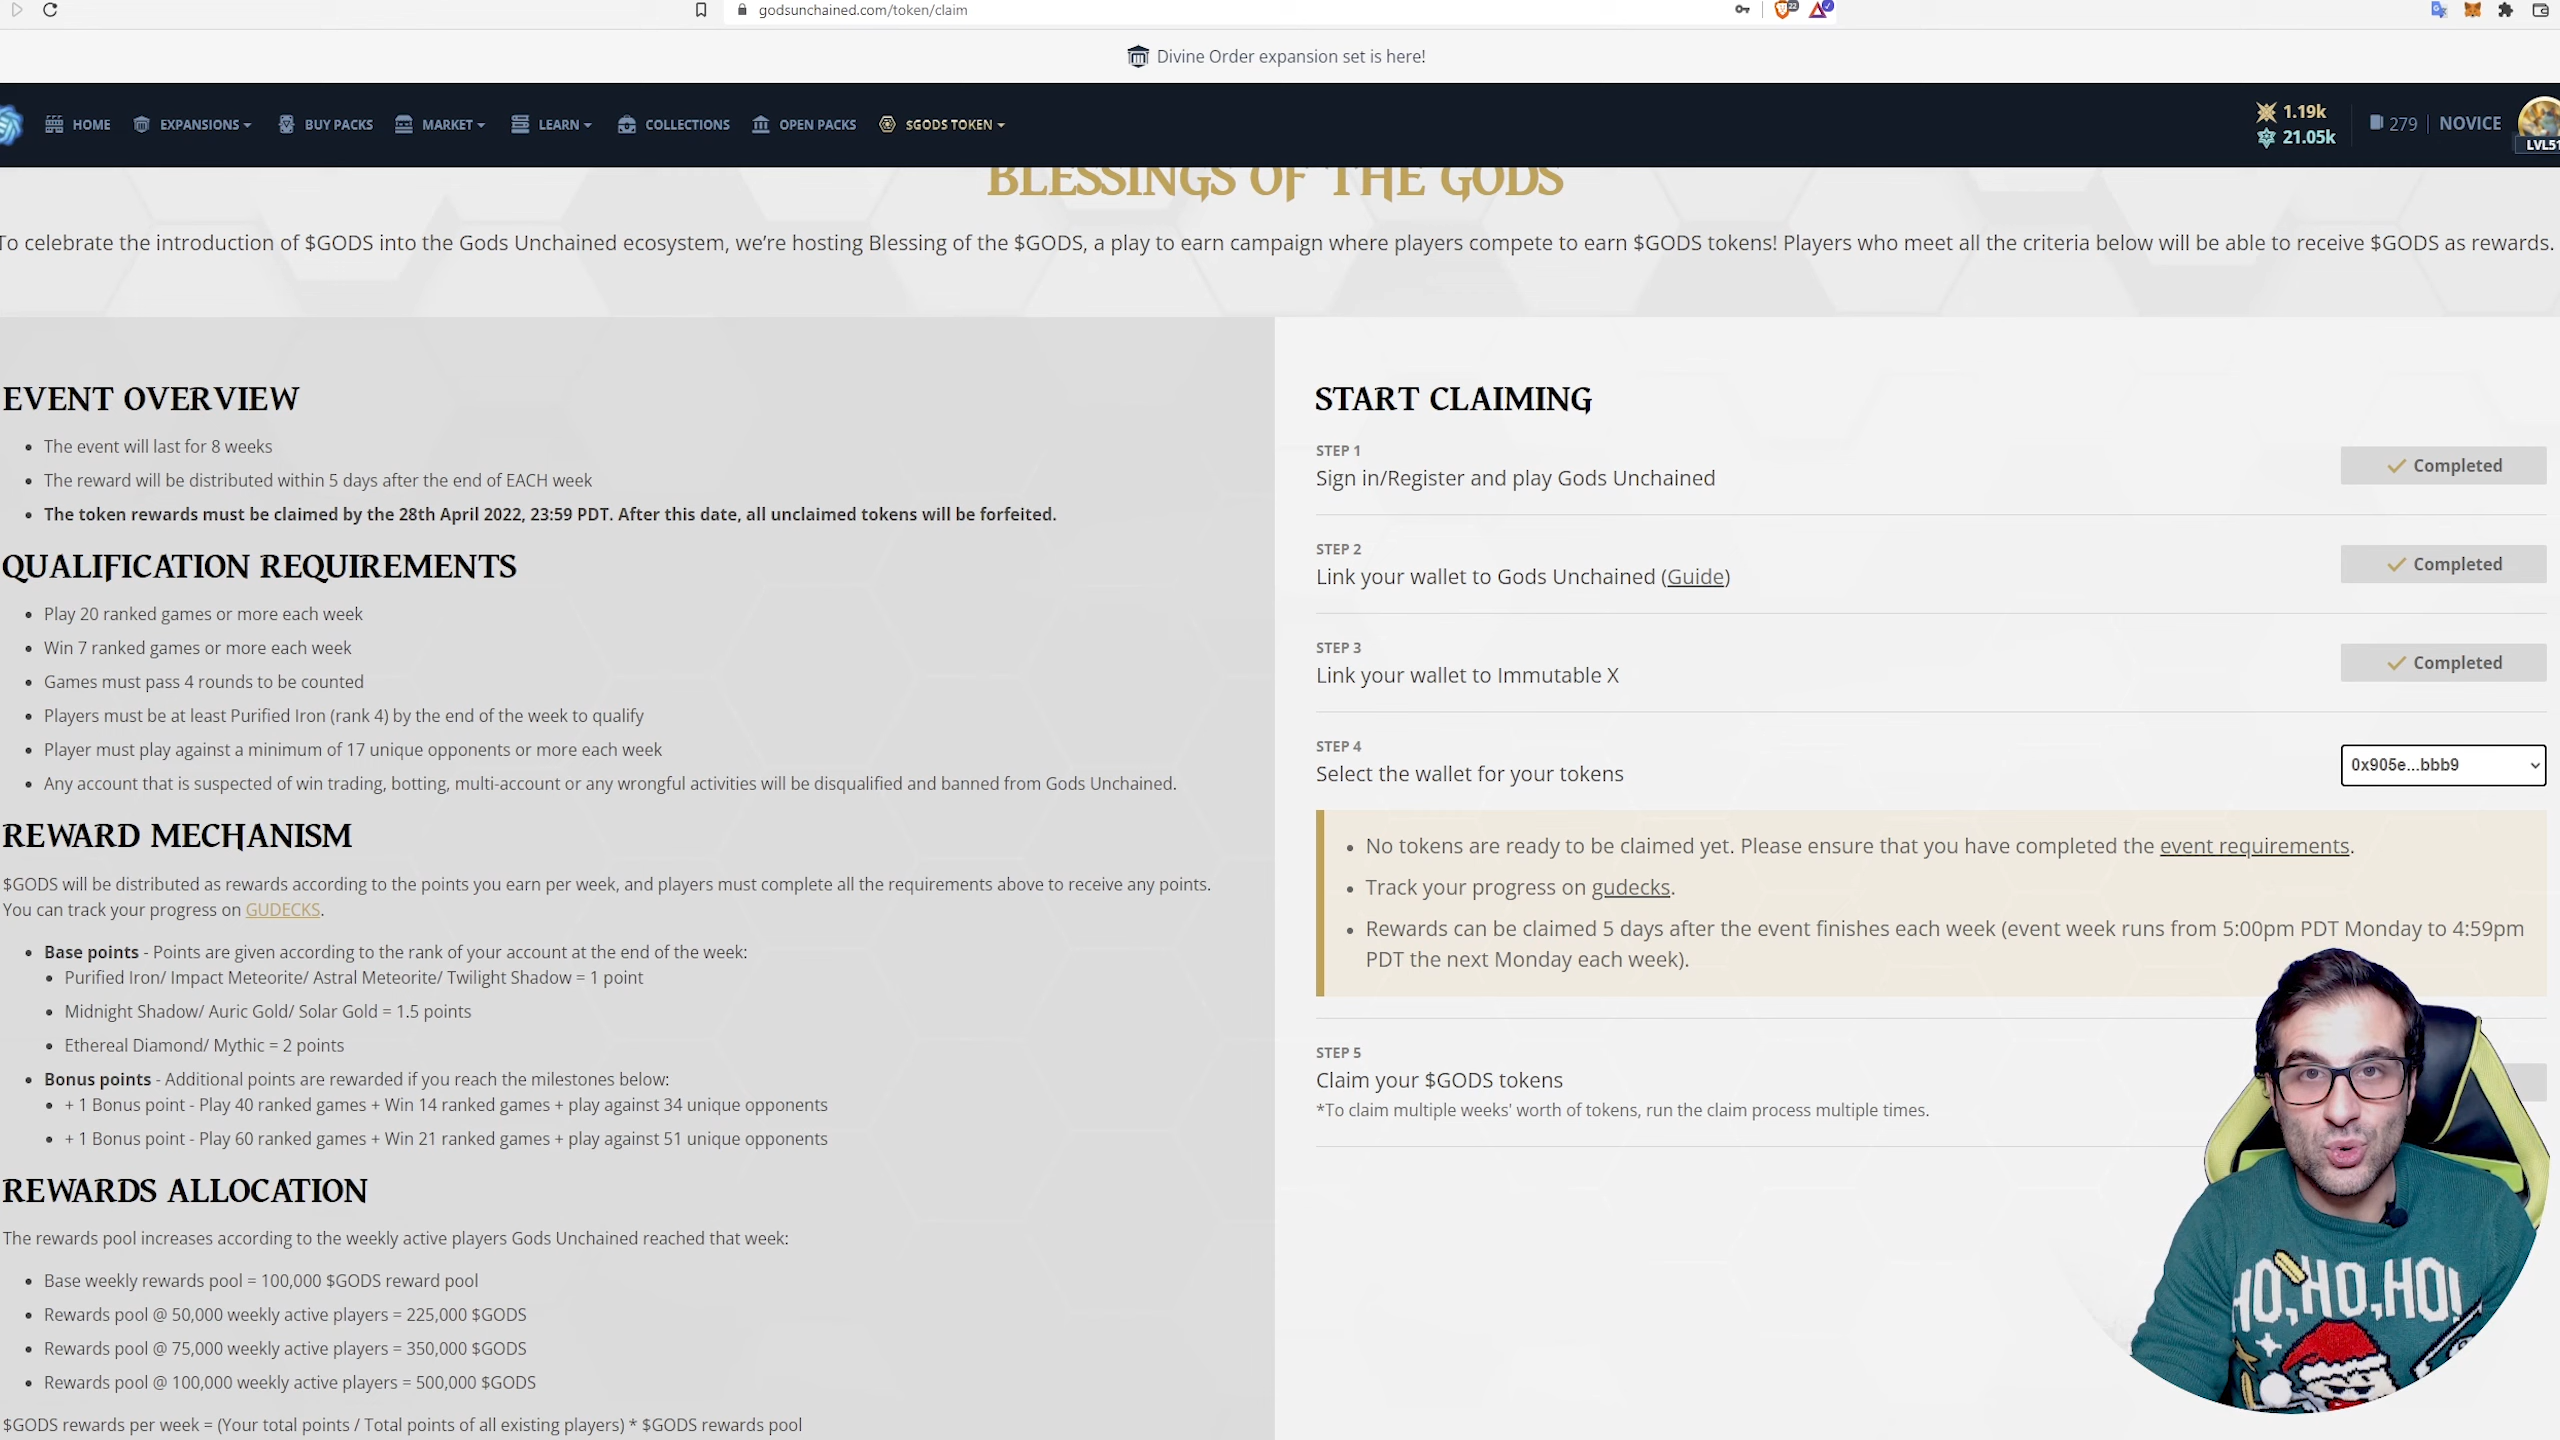 godsunchained.com/token/claim
22
Divine Order expansion set is here!
HOME
EXPANSIONS
BUY PACKS
MARKET
LEARN
COLLECTIONS
OPEN PACKS
$GODS TOKEN
1.19k
21.05k
279
NOVICE
LVL51
BLESSINGS OF THE GODS
To celebrate the introduction of $GODS into the Gods Unchained ecosystem, we’re hosting Blessing of the $GODS, a play to earn campaign where players compete to earn $GODS tokens! Players who meet all the criteria below will be able to receive $GODS as rewards.
EVENT OVERVIEW
• The event will last for 8 weeks
• The reward will be distributed within 5 days after the end of EACH week
• The token rewards must be claimed by the 28th April 2022, 23:59 PDT. After this date, all unclaimed tokens will be forfeited.
QUALIFICATION REQUIREMENTS
• Play 20 ranked games or more each week
• Win 7 ranked games or more each week
• Games must pass 4 rounds to be counted
• Players must be at least Purified Iron (rank 4) by the end of the week to qualify
• Player must play against a minimum of 17 unique opponents or more each week
• Any account that is suspected of win trading, botting, multi-account or any wrongful activities will be disqualified and banned from Gods Unchained.
REWARD MECHANISM
$GODS will be distributed as rewards according to the points you earn per week, and players must complete all the requirements above to receive any points.
You can track your progress on GUDECKS.
• Base points - Points are given according to the rank of your account at the end of the week:
• Purified Iron/ Impact Meteorite/ Astral Meteorite/ Twilight Shadow = 1 point
• Midnight Shadow/ Auric Gold/ Solar Gold = 1.5 points
• Ethereal Diamond/ Mythic = 2 points
• Bonus points - Additional points are rewarded if you reach the milestones below:
• + 1 Bonus point - Play 40 ranked games + Win 14 ranked games + play against 34 unique opponents
• + 1 Bonus point - Play 60 ranked games + Win 21 ranked games + play against 51 unique opponents
REWARDS ALLOCATION
The rewards pool increases according to the weekly active players Gods Unchained reached that week:
• Base weekly rewards pool = 100,000 $GODS reward pool
• Rewards pool @ 50,000 weekly active players = 225,000 $GODS
• Rewards pool @ 75,000 weekly active players = 350,000 $GODS
• Rewards pool @ 100,000 weekly active players = 500,000 $GODS
$GODS rewards per week = (Your total points / Total points of all existing players) * $GODS rewards pool
START CLAIMING
STEP 1
Sign in/Register and play Gods Unchained
Completed
STEP 2
Link your wallet to Gods Unchained (Guide)
Completed
STEP 3
Link your wallet to Immutable X
Completed
STEP 4
Select the wallet for your tokens
0x905e...bbb9
• No tokens are ready to be claimed yet. Please ensure that you have completed the event requirements.
• Track your progress on gudecks.
• Rewards can be claimed 5 days after the event finishes each week (event week runs from 5:00pm PDT Monday to 4:59pm
PDT the next Monday each week).
STEP 5
Claim your $GODS tokens
*To claim multiple weeks' worth of tokens, run the claim process multiple times.
HO,HO,HO!